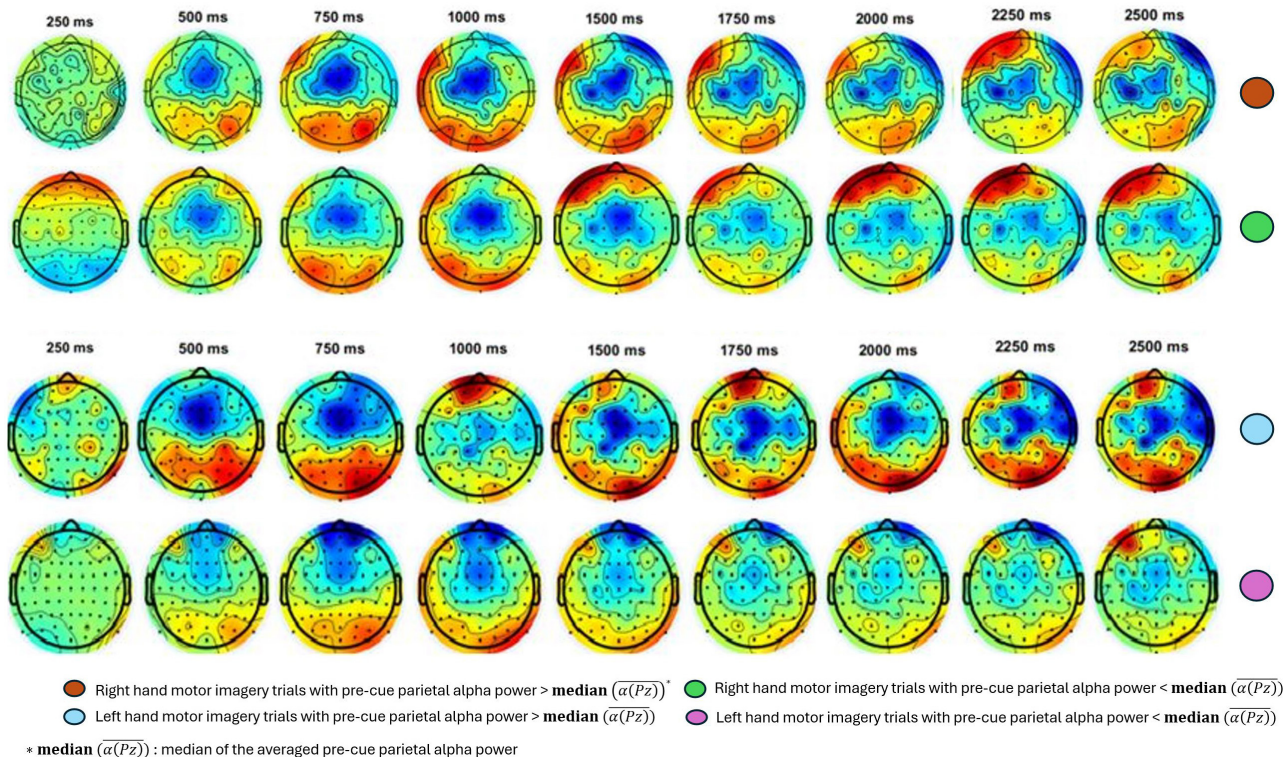 250 ms 500 ms 750 ms 1000 ms 1500 ms 1750 ms 2000 ms 2250 ms 2500 ms
250 ms 500 ms 750 ms 1000 ms 1500 ms 1750 ms 2000 ms 2250 ms 2500 ms
Right hand motor imagery trials with pre-cue parietal alpha power > median (α(Pz))* Right hand motor imagery trials with pre-cue parietal alpha power < median (α(Pz))
Left hand motor imagery trials with pre-cue parietal alpha power > median (α(Pz)) Left hand motor imagery trials with pre-cue parietal alpha power < median (α(Pz))
* median (α(Pz)) : median of the averaged pre-cue parietal alpha power